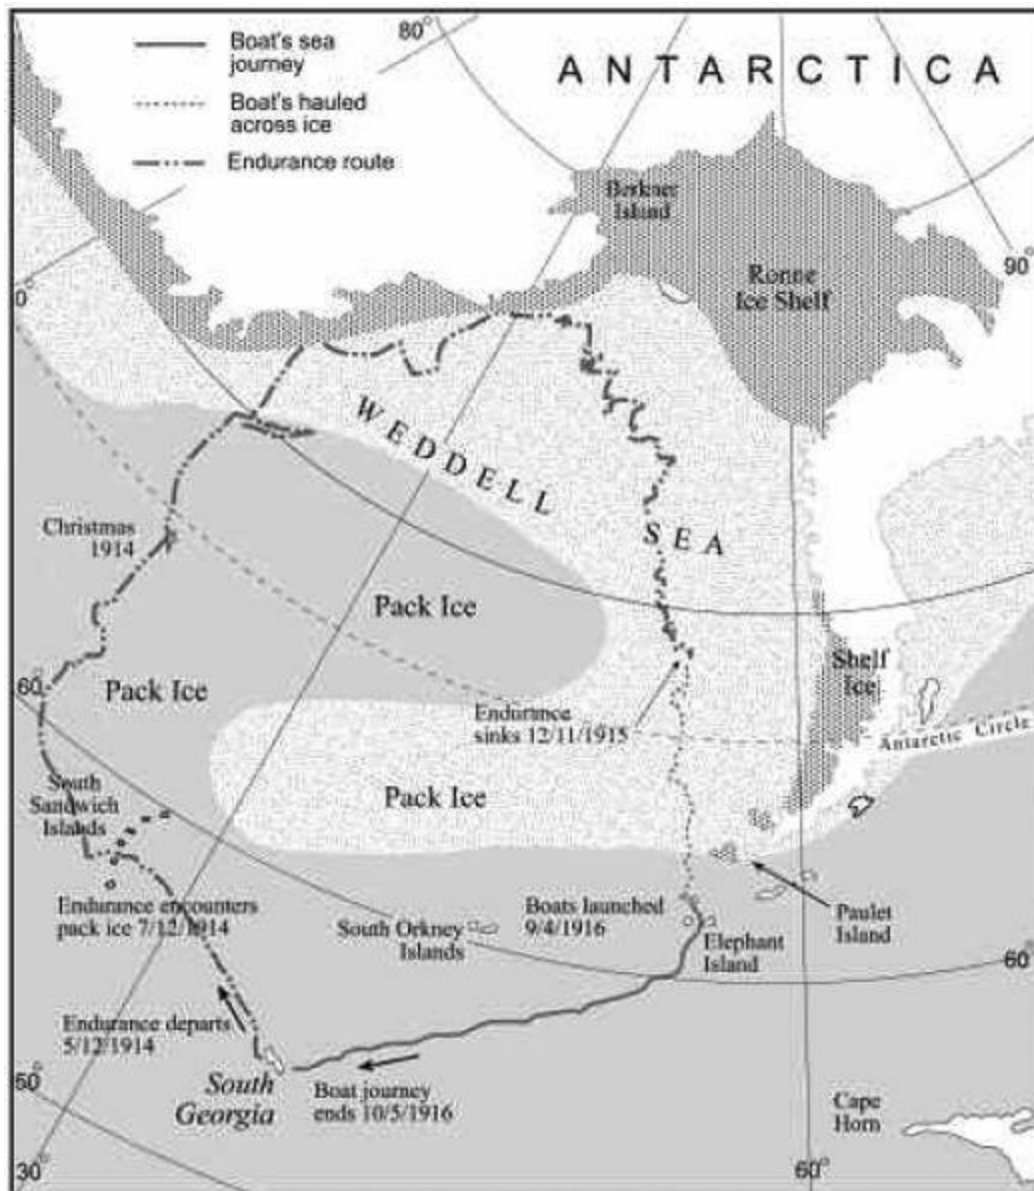 80°
Boat's sea
journey
Boat's hauled
across ice
Endurance route
ANTARCTICA
Berkner
Island
Ronne
Ice Shelf
90°
0°
WEDDELL
SEA
Christmas
1914
Pack Ice
Pack Ice
60°
Shelf
Ice
Endurance
sinks 12/11/1915
Antarctic Circle
Pack Ice
South
Sandwich
Islands
Endurance encounters
pack ice 7/12/1914
South Orkney
Islands
Boats launched
9/4/1916
Elephant
Island
Paulet
Island
60°
Endurance departs
5/12/1914
South
Georgia
Boat journey
ends 10/5/1916
50°
Cape
Horn
30°
60°